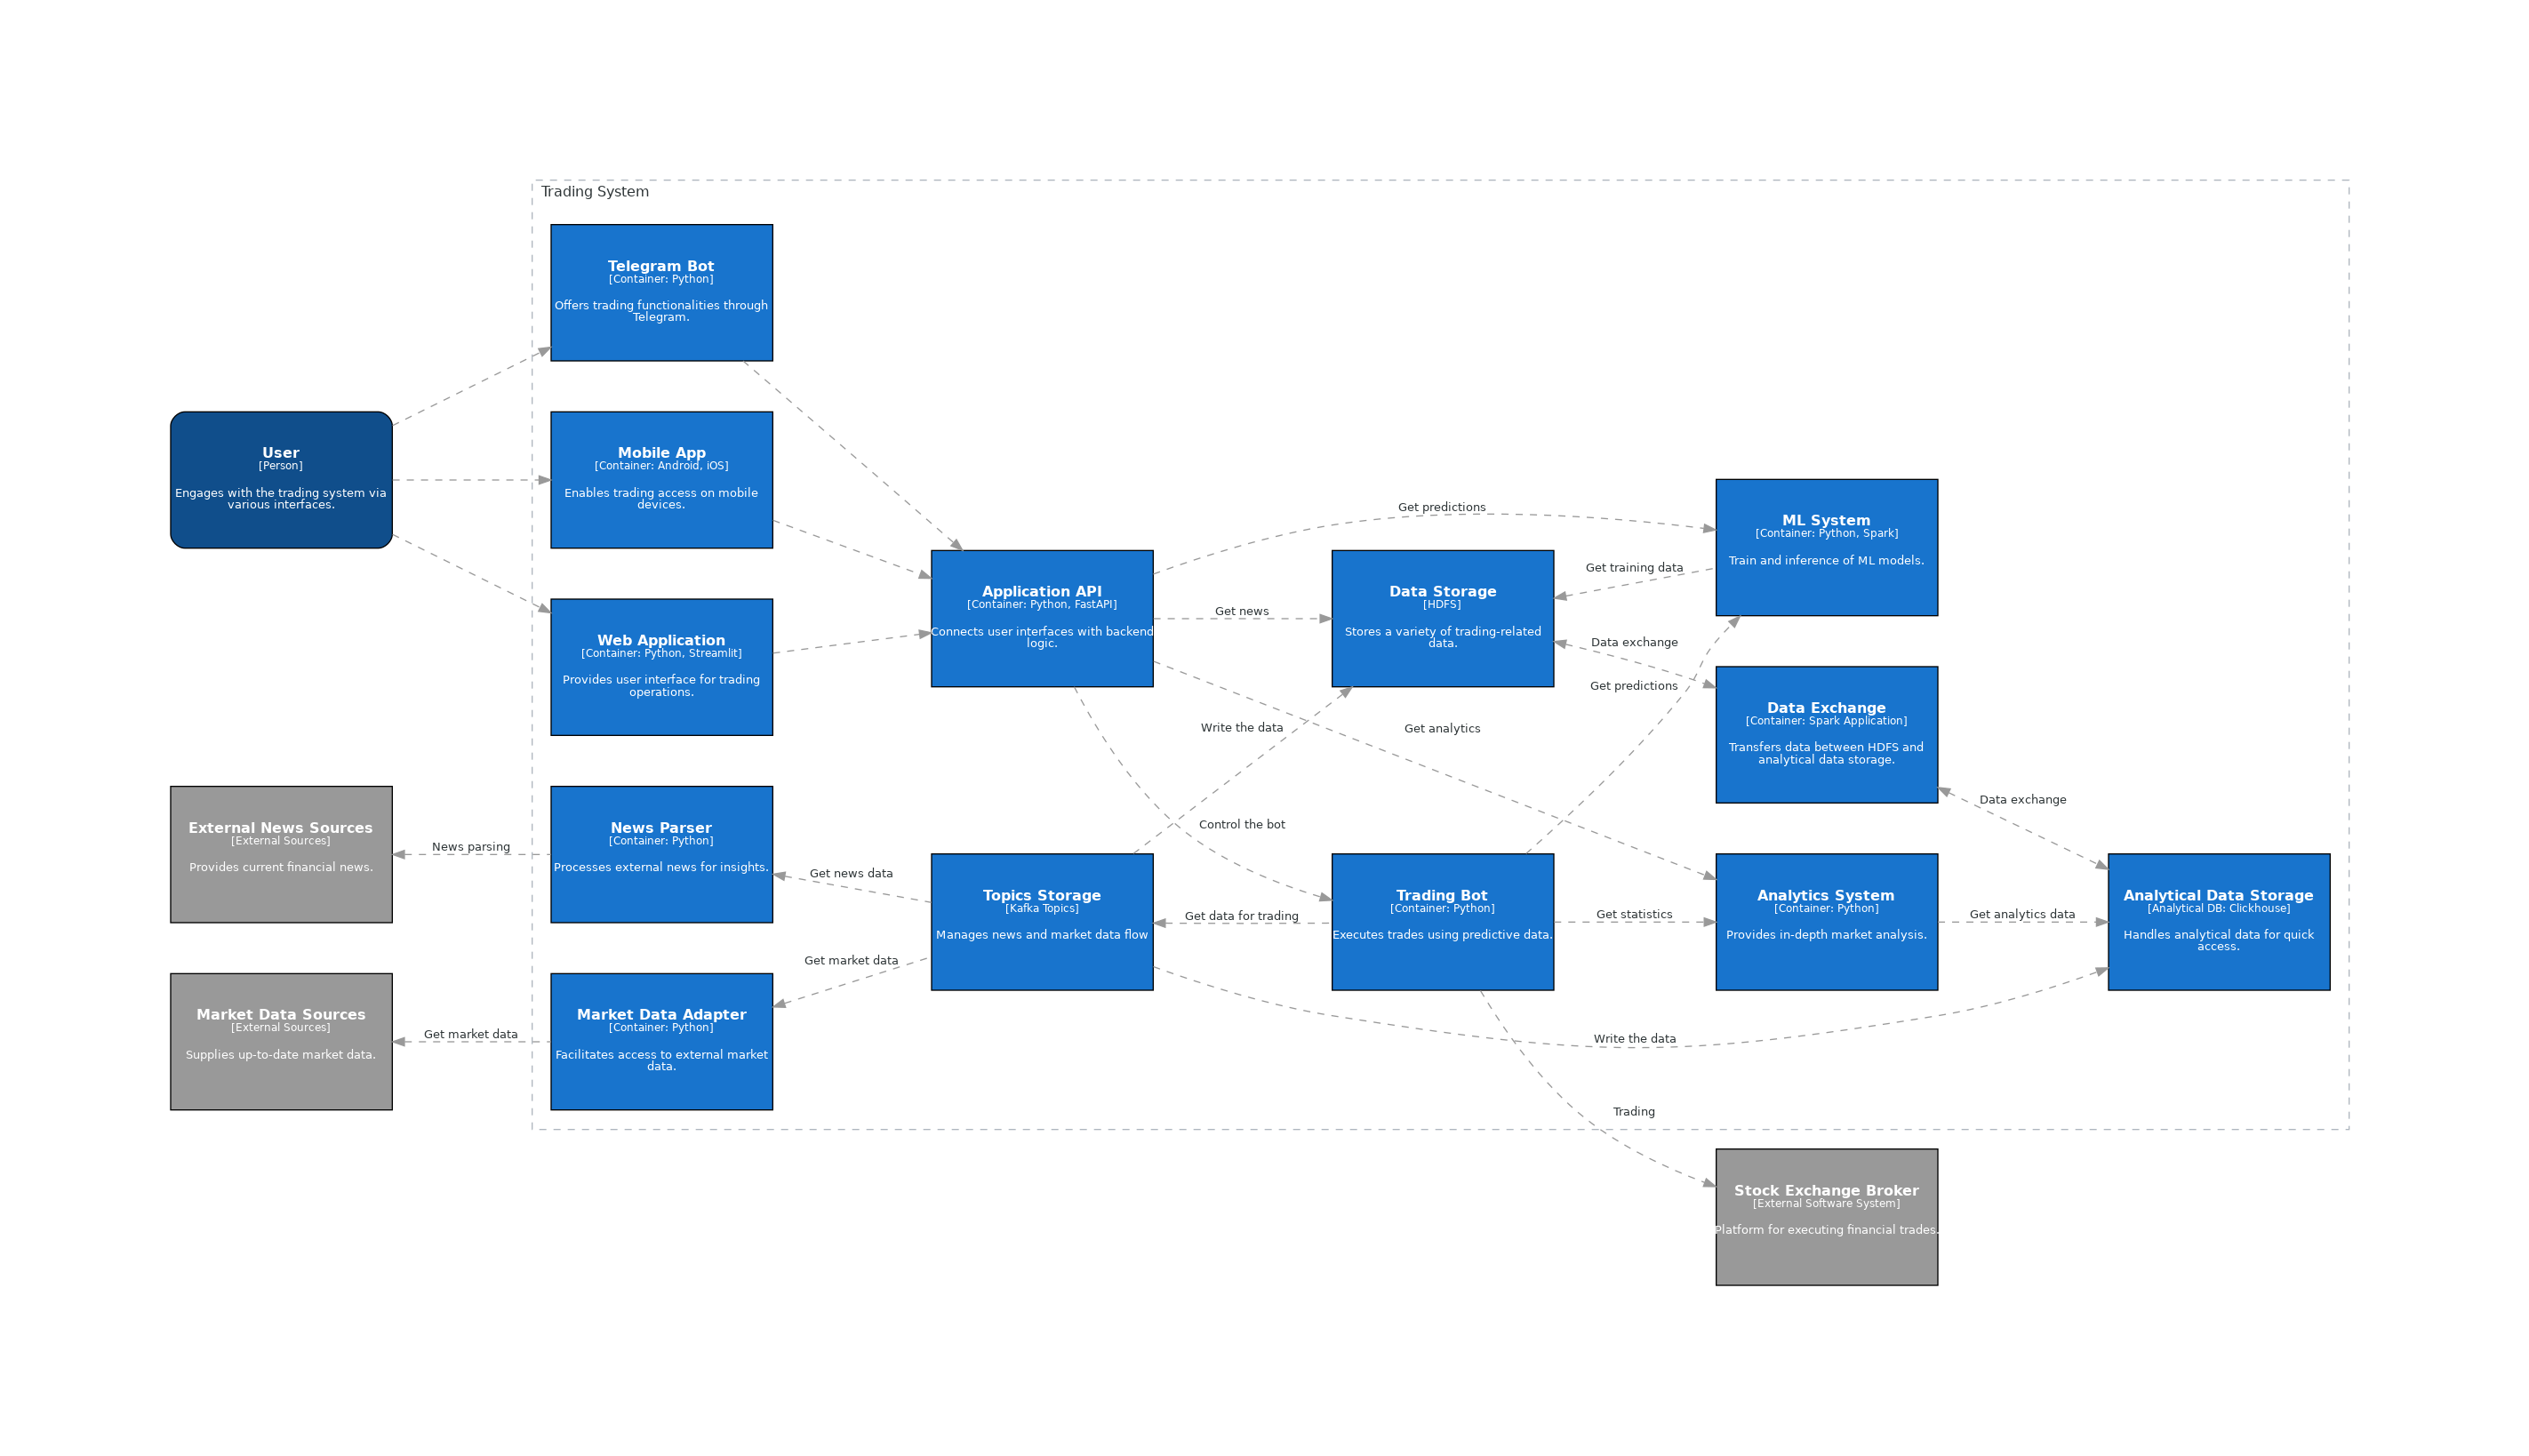 Trading System
Telegram Bot
[Container: Python]
Offers trading functionalities through
Telegram.
User
[Person]
Engages with the trading system via
various interfaces.
Mobile App
[Container: Android, iOS]
Enables trading access on mobile
devices.
Web Application
[Container: Python, Streamlit]
Provides user interface for trading
operations.
Application API
[Container: Python, FastAPI]
Connects user interfaces with backend
logic.
Get predictions
Get news
Data Storage
[HDFS]
Stores a variety of trading-related
data.
Get training data
Data exchange
Get predictions
ML System
[Container: Python, Spark]
Train and inference of ML models.
Data Exchange
[Container: Spark Application]
Transfers data between HDFS and
analytical data storage.
Data exchange
Write the data
Get analytics
Control the bot
External News Sources
[External Sources]
Provides current financial news.
News parsing
News Parser
[Container: Python]
Processes external news for insights.
Get news data
Topics Storage
[Kafka Topics]
Manages news and market data flow
Get data for trading
Trading Bot
[Container: Python]
Executes trades using predictive data.
Get statistics
Analytics System
[Container: Python]
Provides in-depth market analysis.
Get analytics data
Analytical Data Storage
[Analytical DB: Clickhouse]
Handles analytical data for quick
access.
Market Data Sources
[External Sources]
Supplies up-to-date market data.
Get market data
Market Data Adapter
[Container: Python]
Facilitates access to external market
data.
Get market data
Write the data
Trading
Stock Exchange Broker
[External Software System]
Platform for executing financial trades.